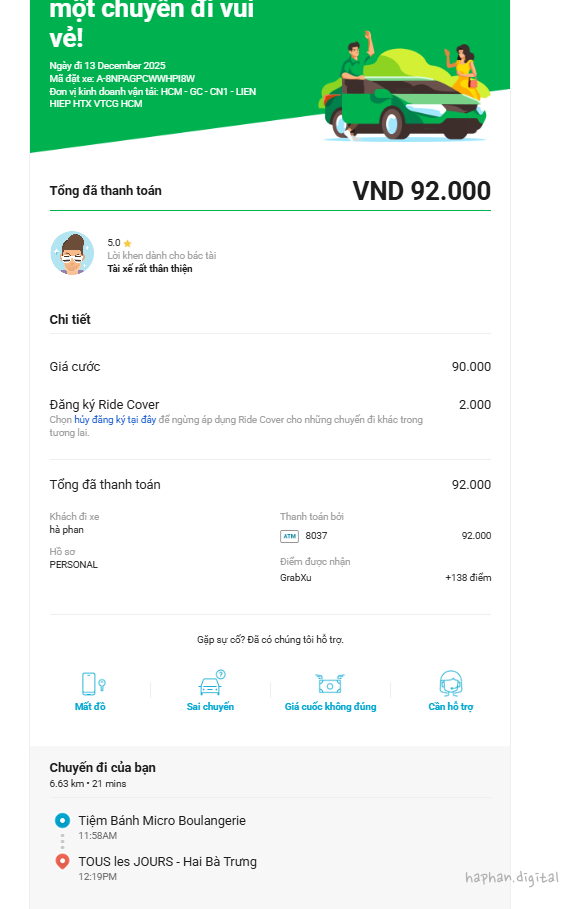 một chuyến đi vui
vẻ!
Ngày đi 13 December 2025
Mã đặt xe: A-8NPAGPCWWHPI8W
Đơn vị kinh doanh vận tải: HCM - GC - CN1 - LIEN
HIEP HTX VTCG HCM
Tổng đã thanh toán VND 92.000
5.0
Lời khen dành cho bác tài
Tài xế rất thân thiện
Chi tiết
Giá cước 90.000
Đăng ký Ride Cover 2.000
Chọn hủy đăng ký tại đây để ngừng áp dụng Ride Cover cho những chuyến đi khác trong
tương lai.
Tổng đã thanh toán 92.000
Khách đi xe
hà phan
Hồ sơ
PERSONAL
Thanh toán bởi
ATM 8037 92.000
Điểm được nhận
GrabXu +138 điểm
Gặp sự cố? Đã có chúng tôi hỗ trợ.
Mất đồ
Sai chuyến
Giá cuốc không đúng
Cần hỗ trợ
Chuyến đi của bạn
6.63 km • 21 mins
Tiệm Bánh Micro Boulangerie
11:58AM
TOUS les JOURS - Hai Bà Trưng
12:19PM
haphan.digital